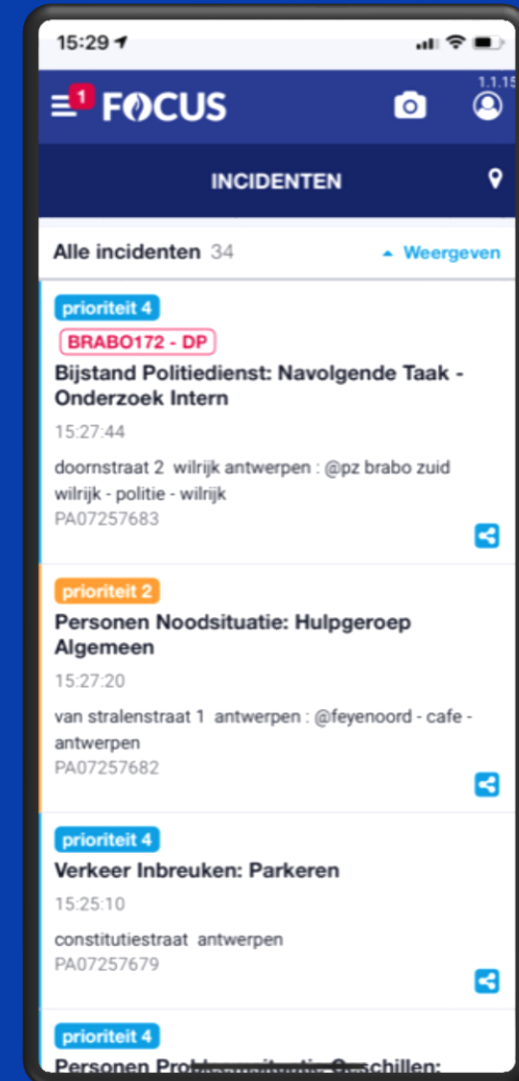 15:29
1
FOCUS
1.1.15
INCIDENTEN
Alle incidenten 34
Weergeven
prioriteit 4
BRABO172 - DP
Bijstand Politiedienst: Navolgende Taak -
Onderzoek Intern
15:27:44
doornstraat 2 wilrijk antwerpen : @pz brabo zuid
wilrijk - politie - wilrijk
PA07257683
prioriteit 2
Personen Noodsituatie: Hulpgeroep
Algemeen
15:27:20
van stralenstraat 1 antwerpen : @feyenoord - cafe -
antwerpen
PA07257682
prioriteit 4
Verkeer Inbreuken: Parkeren
15:25:10
constitutiestraat antwerpen
PA07257679
prioriteit 4
Personen